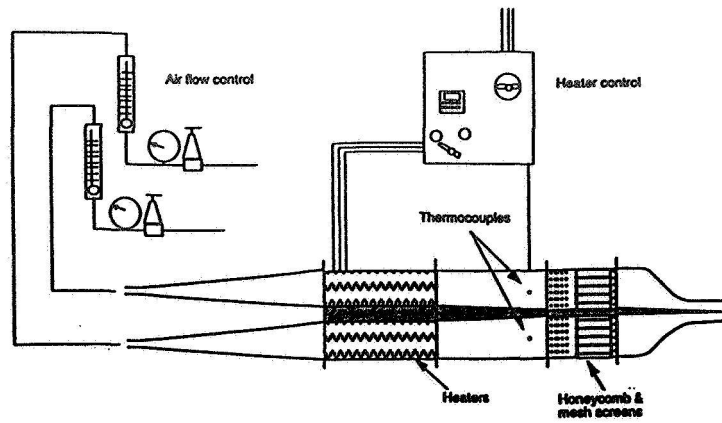 Air flow control
Heater control
Thermocouples
Heaters
Honeycomb &
mesh screens